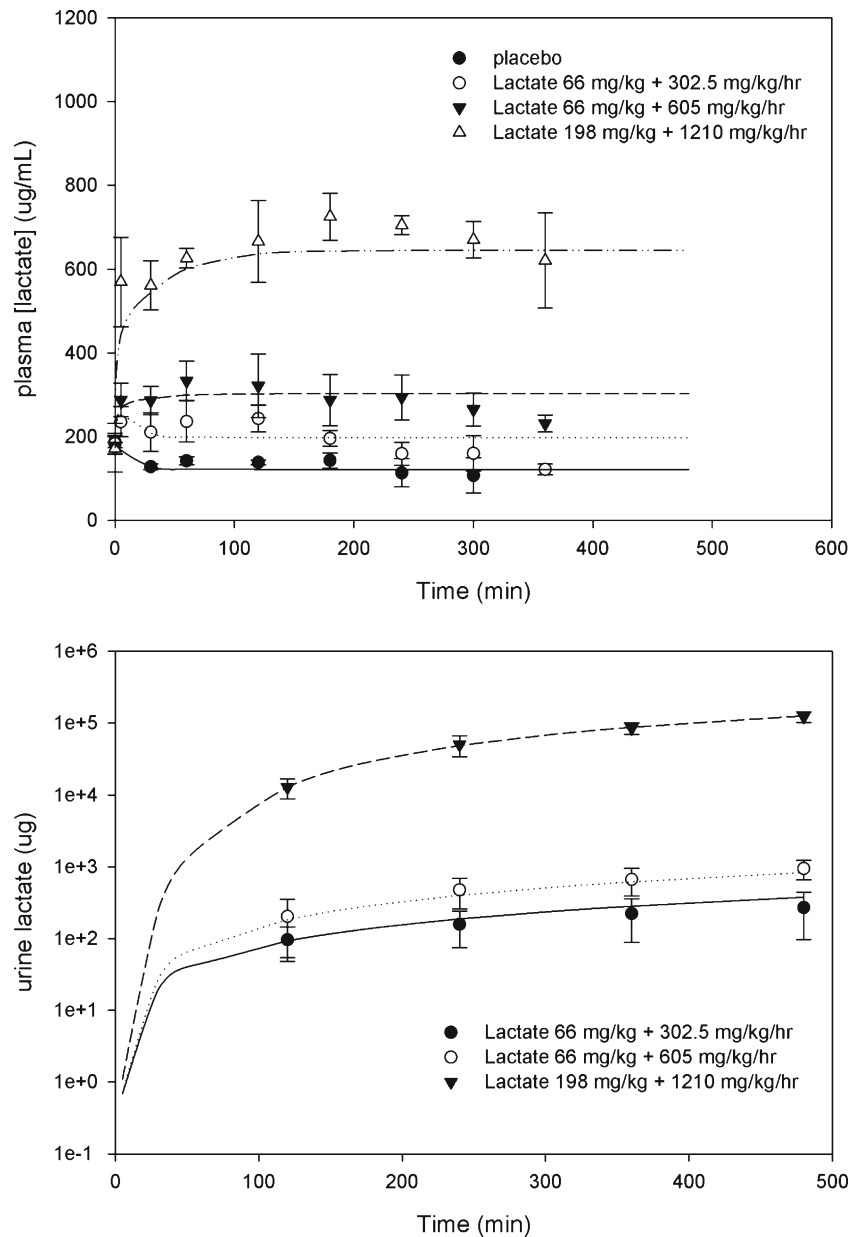 1200
1000
800
600
400
200
0
plasma [lactate] (ug/mL)
placebo
Lactate 66 mg/kg + 302.5 mg/kg/hr
Lactate 66 mg/kg + 605 mg/kg/hr
Lactate 198 mg/kg + 1210 mg/kg/hr
0 100 200 300 400 500 600
Time (min)
1e+6
1e+5
1e+4
1e+3
1e+2
1e+1
1e+0
1e-1
urine lactate (ug)
Lactate 66 mg/kg + 302.5 mg/kg/hr
Lactate 66 mg/kg + 605 mg/kg/hr
Lactate 198 mg/kg + 1210 mg/kg/hr
0 100 200 300 400 500
Time (min)